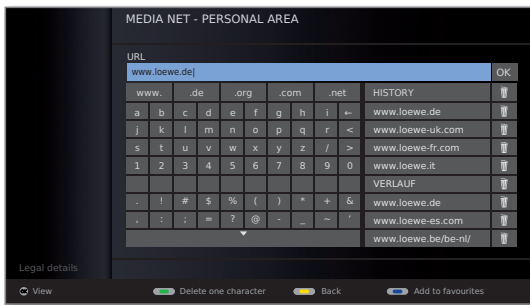 MEDIA NET - PERSONAL AREA
URL
www.loewe.de| OK
www. .de .org .com .net HISTORY
a b c d e f g h i ← www.loewe.de
j k l m n o p q r < www.loewe-uk.com
s t u v w x y z / > www.loewe-fr.com
1 2 3 4 5 6 7 8 9 0 www.loewe.it
VERLAUF
. ! # $ % ( ) * + & www.loewe.de
, : ; = ? @ - _ ~ ' www.loewe-es.com
www.loewe.be/be-nl/
Legal details
OK View Delete one character Back Add to favourites